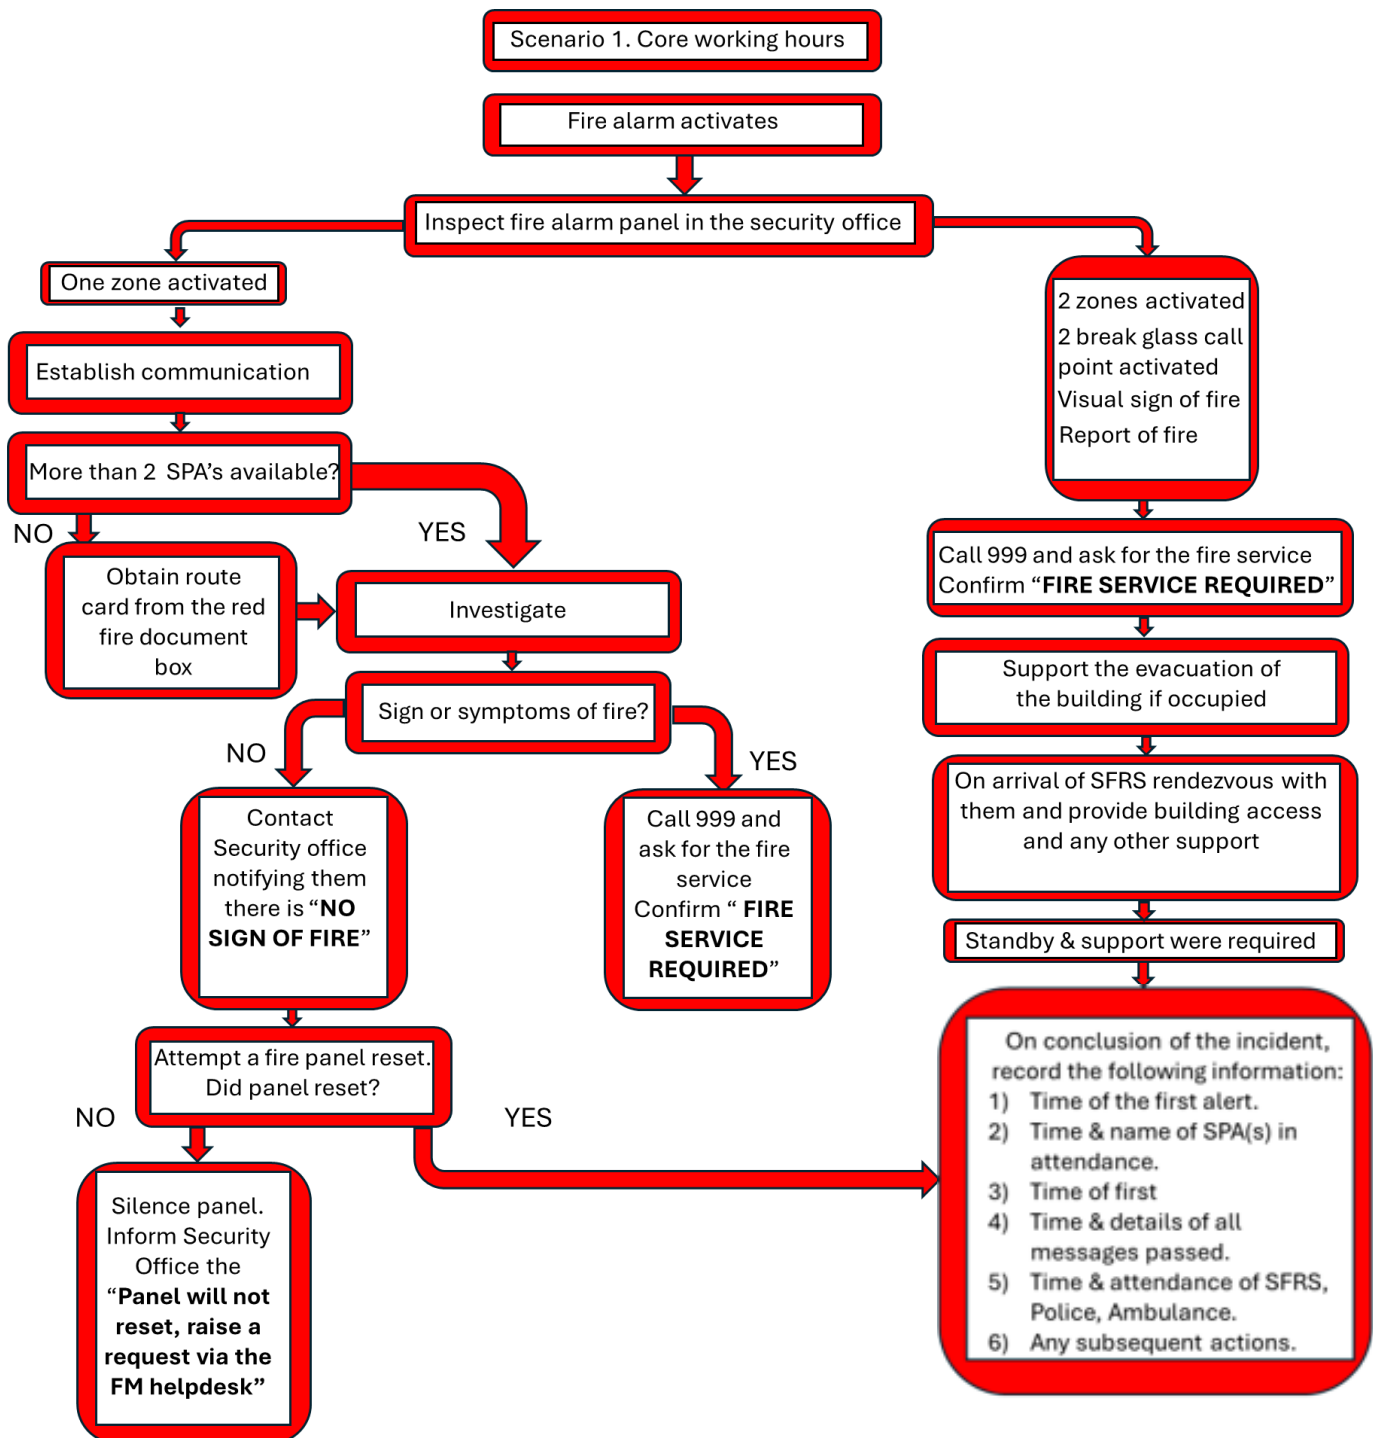 Scenario 1. Core working hours
Fire alarm activates
Inspect fire alarm panel in the security office
One zone activated
Establish communication
More than 2 SPA's available?
NO
YES
Obtain route
card from the red
fire document
box
Investigate
Sign or symptoms of fire?
NO
YES
Contact
Security office
notifying them
there is “NO
SIGN OF FIRE”
Call 999 and
ask for the fire
service
Confirm “ FIRE
SERVICE
REQUIRED”
Attempt a fire panel reset.
Did panel reset?
NO
YES
Silence panel.
Inform Security
Office the
“Panel will not
reset, raise a
request via the
FM helpdesk”
2 zones activated
2 break glass call
point activated
Visual sign of fire
Report of fire
Call 999 and ask for the fire service
Confirm “FIRE SERVICE REQUIRED”
Support the evacuation of
the building if occupied
On arrival of SFRS rendezvous with
them and provide building access
and any other support
Standby & support were required
On conclusion of the incident,
record the following information:
1) Time of the first alert.
2) Time & name of SPA(s) in
attendance.
3) Time of first
4) Time & details of all
messages passed.
5) Time & attendance of SFRS,
Police, Ambulance.
6) Any subsequent actions.